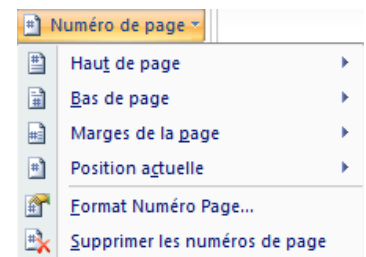 Numéro de page
Haut de page
Bas de page
Marges de la page
Position actuelle
Format Numéro Page...
Supprimer les numéros de page